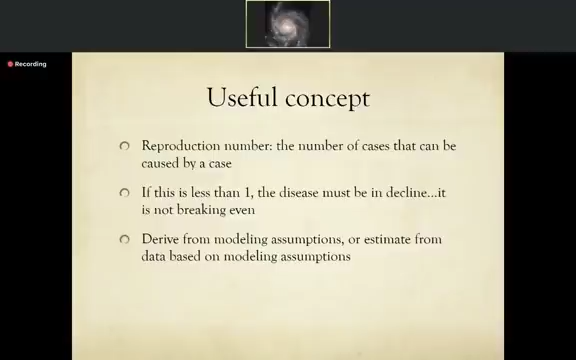 Recording
Useful concept
Reproduction number: the number of cases that can be
caused by a case
If this is less than 1, the disease must be in decline...it
is not breaking even
Derive from modeling assumptions, or estimate from
data based on modeling assumptions